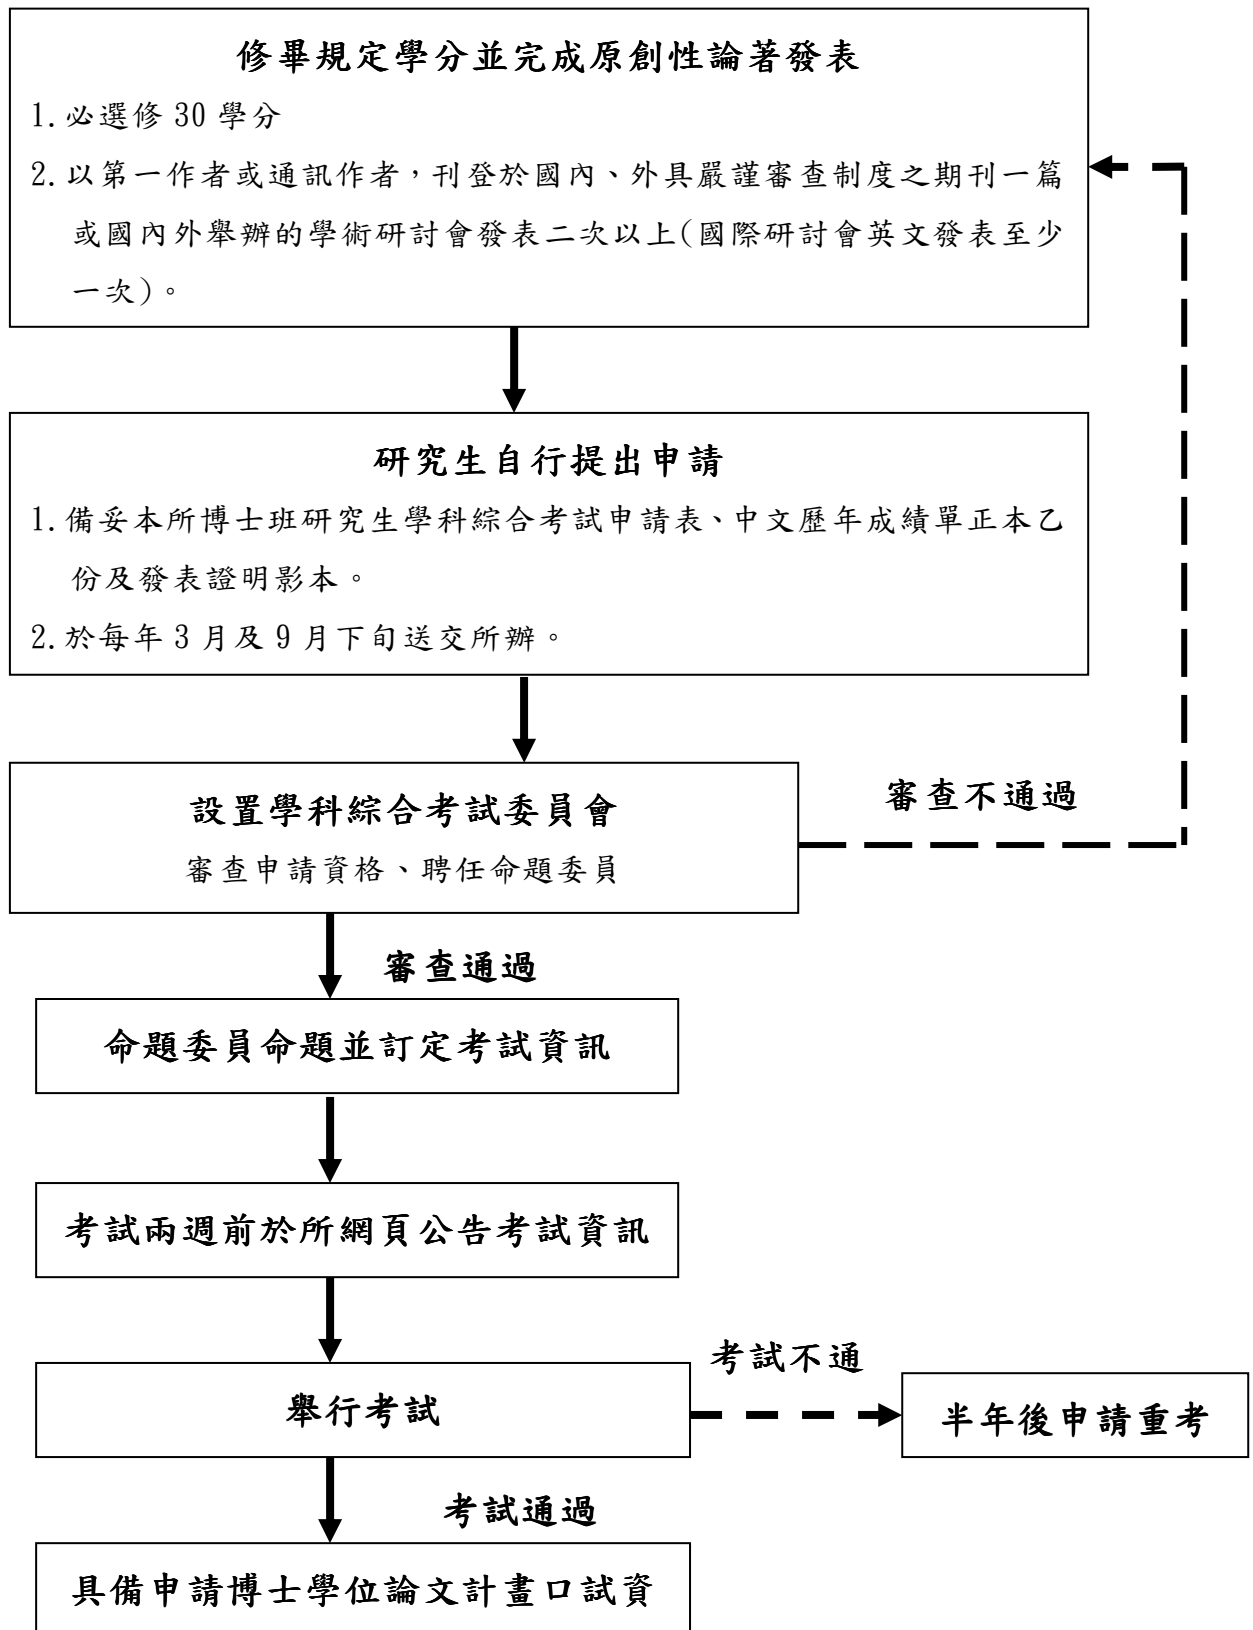 修畢規定學分並完成原創性論著發表
1.必選修 30 學分
2.以第一作者或通訊作者，刊登於國內、外具嚴謹審查制度之期刊一篇
或國內外舉辦的學術研討會發表二次以上(國際研討會英文發表至少
一次)。
研究生自行提出申請
1.備妥本所博士班研究生學科綜合考試申請表、中文歷年成績單正本乙
份及發表證明影本。
2.於每年 3 月及 9 月下旬送交所辦。
設置學科綜合考試委員會
審查申請資格、聘任命題委員
審查不通過
審查通過
命題委員命題並訂定考試資訊
考試兩週前於所網頁公告考試資訊
舉行考試
考試不通
半年後申請重考
考試通過
具備申請博士學位論文計畫口試資